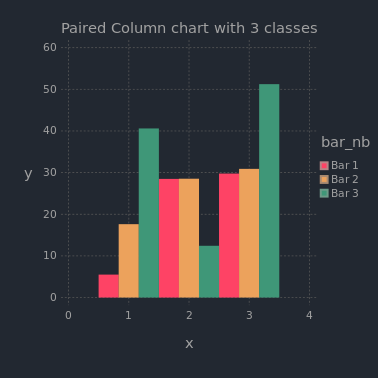 Paired Column chart with 3 classes
60
50
40
30
20
10
0
y
0 1 2 3 4
x
bar_nb
Bar 1
Bar 2
Bar 3